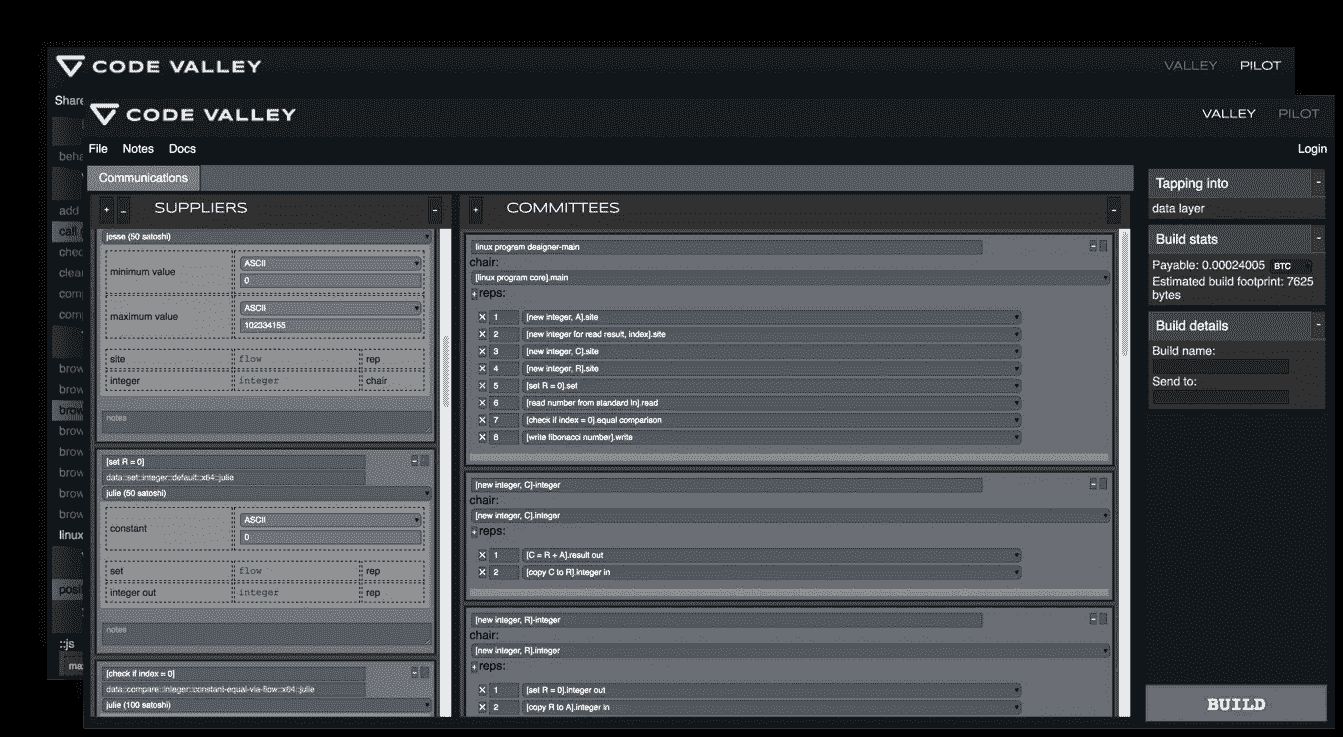 CODE VALLEY
VALLEY PILOT
Share
CODE VALLEY
VALLEY PILOT
File Notes Docs
Login
Communications
+ - SUPPLIERS -
jesse (50 satoshi)
minimum value
ASCII
0
maximum value
ASCII
102334155
site flow rep
integer integer chair
notes
[set R = 0]
data::set::integer::default::x64::julie
julie (50 satoshi)
constant
ASCII
0
set flow rep
integer out integer rep
notes
[check if index = 0]
data::compare::integer::constant-equal-via-flow::x64::julie
julie (100 satoshi)
+ COMMITTEES -
linux program designer-main
chair:
[linux program core].main
+ reps:
X 1 [new integer, A].site
X 2 [new integer for read result, index].site
X 3 [new integer, C].site
X 4 [new integer, R].site
X 5 [set R = 0].set
X 6 [read number from standard in].read
X 7 [check if index = 0].equal comparison
X 8 [write fibonacci number].write
[new integer, C]-integer
chair:
[new integer, C].integer
+ reps:
X 1 [C = R + A].result out
X 2 [copy C to R].integer in
[new integer, R]-integer
chair:
[new integer, R].integer
+ reps:
X 1 [set R = 0].integer out
X 2 [copy R to A].integer in
Tapping into -
data layer
Build stats -
Payable: 0.00024005 BTC
Estimated build footprint: 7625
bytes
Build details -
Build name:
Send to:
BUILD
beha
add
call
chec
clea
com
com
brow
brow
brow
brow
brow
brow
brow
brow
linux
posit
::js
ma